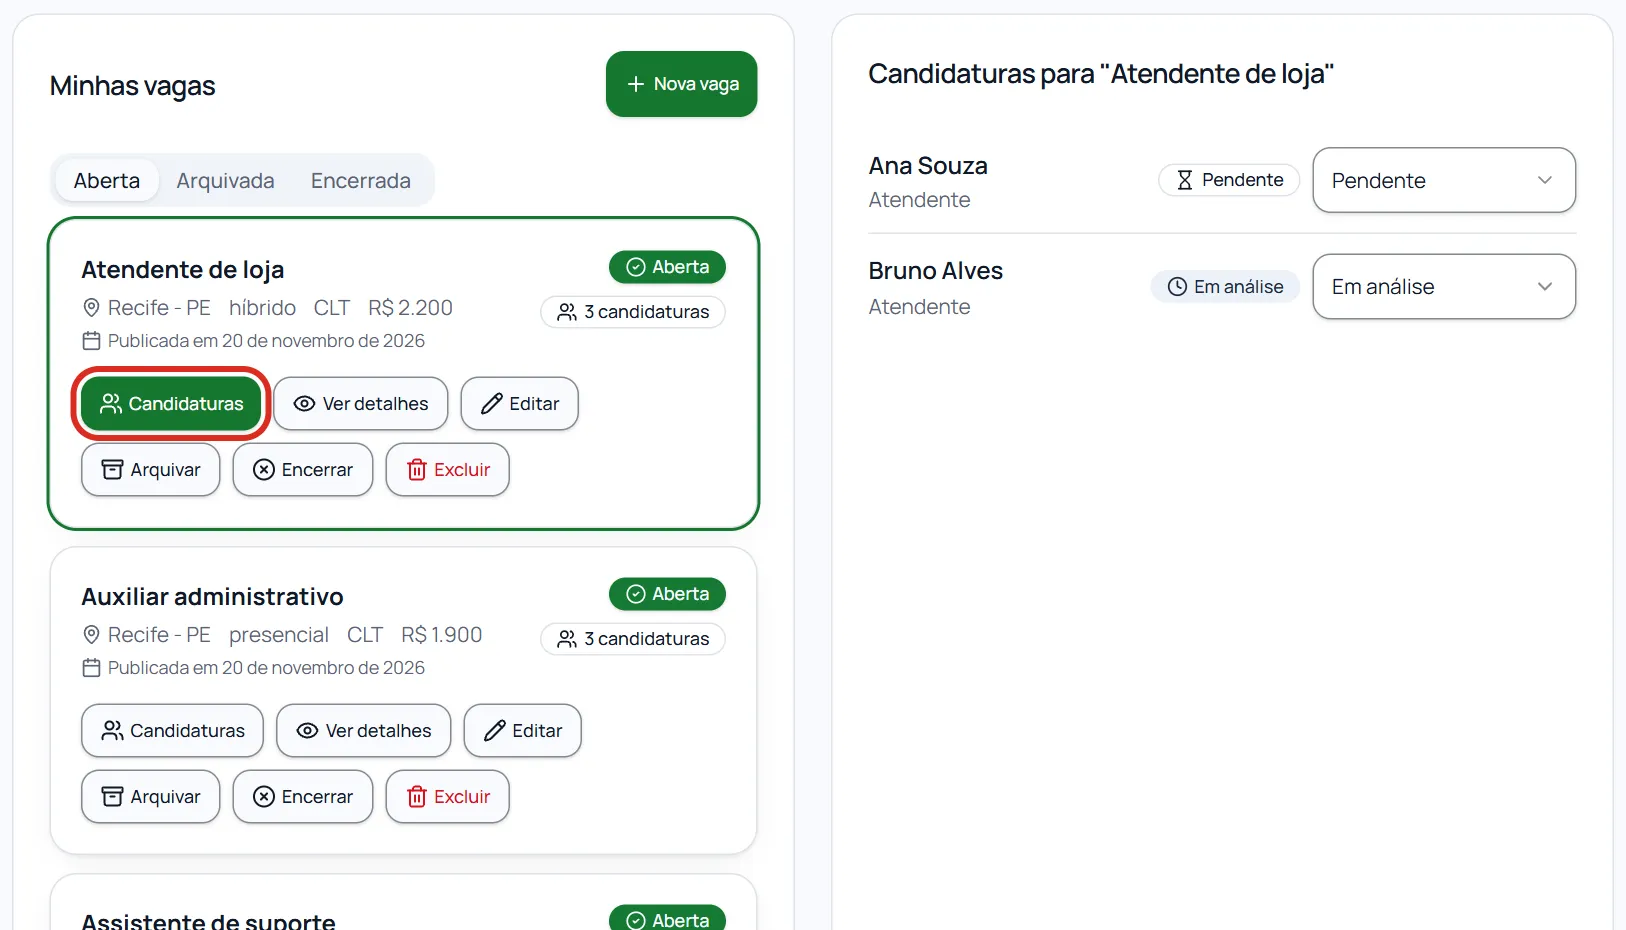 Minhas vagas
Nova vaga
Aberta Arquivada Encerrada
Atendente de loja
Aberta
Recife - PE híbrido CLT R$ 2.200
3 candidaturas
Publicada em 20 de novembro de 2026
Candidaturas Ver detalhes Editar
Arquivar Encerrar Excluir
Auxiliar administrativo
Aberta
Recife - PE presencial CLT R$ 1.900
3 candidaturas
Publicada em 20 de novembro de 2026
Candidaturas Ver detalhes Editar
Arquivar Encerrar Excluir
Assistente de suporte
Aberta
Candidaturas para "Atendente de loja"
Ana Souza
Atendente
Pendente Pendente
Bruno Alves
Atendente
Em análise Em análise